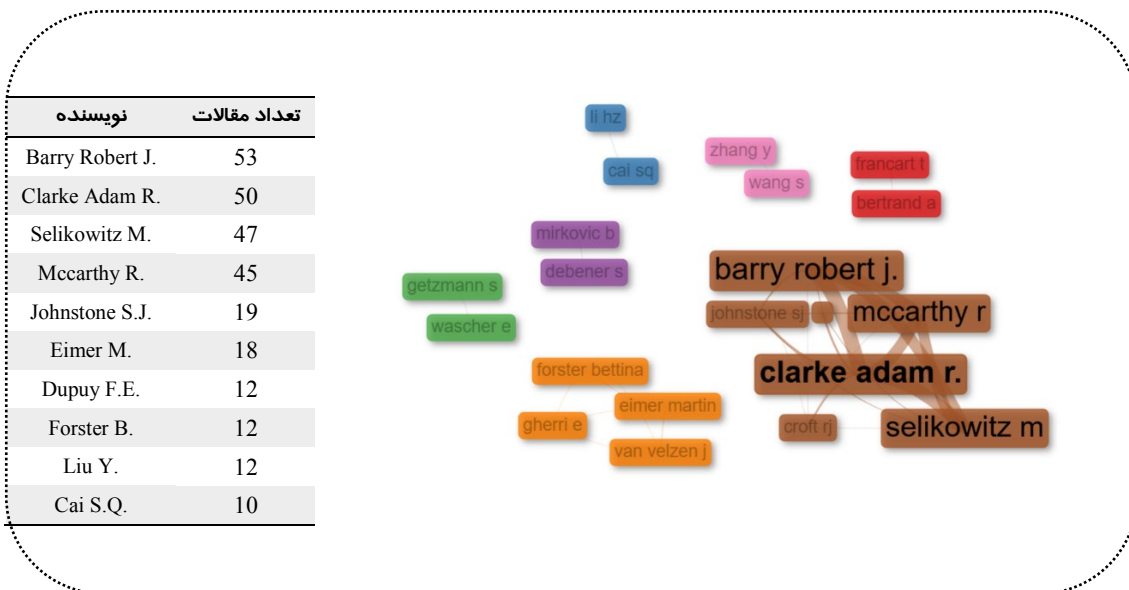 نویسنده تعداد مقالات
Barry Robert J. 53
Clarke Adam R. 50
Selikowitz M. 47
Mccarthy R. 45
Johnstone S.J. 19
Eimer M. 18
Dupuy F.E. 12
Forster B. 12
Liu Y. 12
Cai S.Q. 10
li hz
cai sq
zhang y
wang s
francart t
bertrand a
mirkovic b
debener s
getzmann s
wascher e
forster bettina
eimer martin
gherri e
van velzen j
barry robert j.
johnstone sj
mccarthy r
clarke adam r.
croft rj
selikowitz m